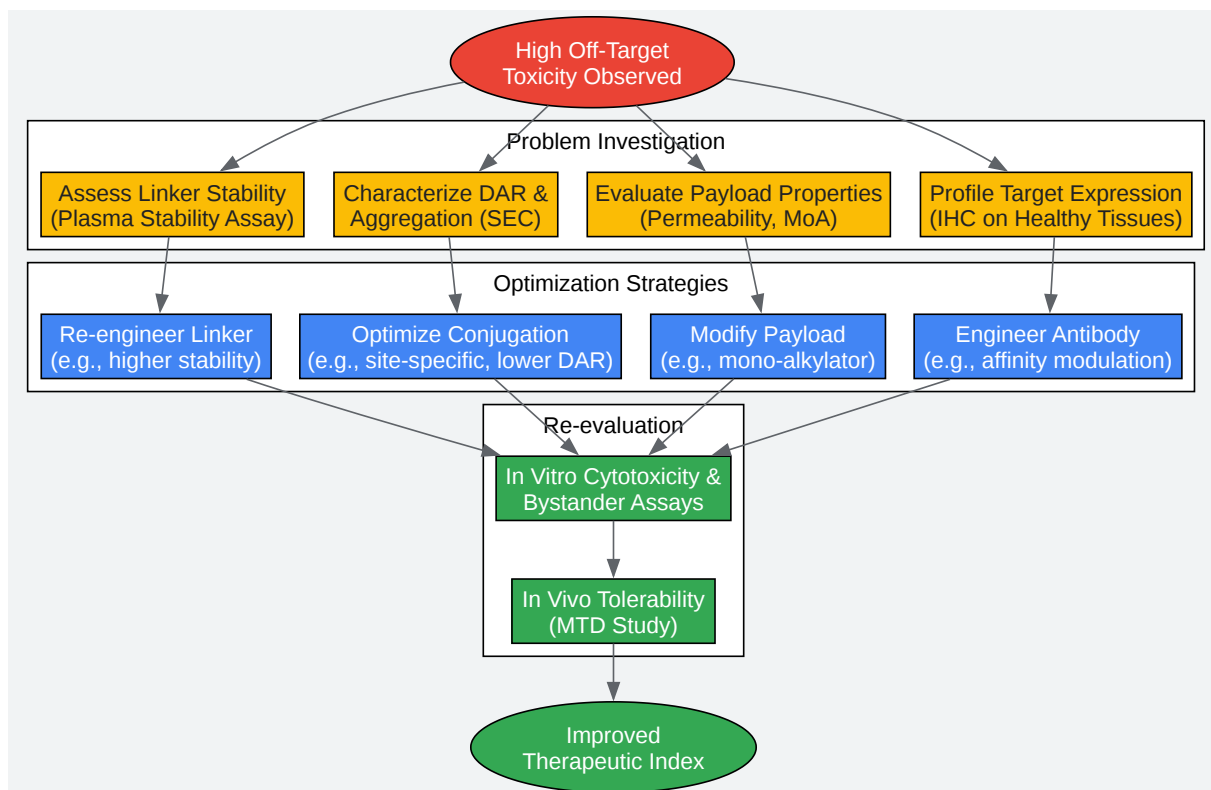 High Off-Target
Toxicity Observed
Problem Investigation
Assess Linker Stability
(Plasma Stability Assay)
Characterize DAR &
Aggregation (SEC)
Evaluate Payload Properties
(Permeability, MoA)
Profile Target Expression
(IHC on Healthy Tissues)
Optimization Strategies
Re-engineer Linker
(e.g., higher stability)
Optimize Conjugation
(e.g., site-specific, lower DAR)
Modify Payload
(e.g., mono-alkylator)
Engineer Antibody
(e.g., affinity modulation)
Re-evaluation
In Vitro Cytotoxicity &
Bystander Assays
In Vivo Tolerability
(MTD Study)
Improved
Therapeutic Index